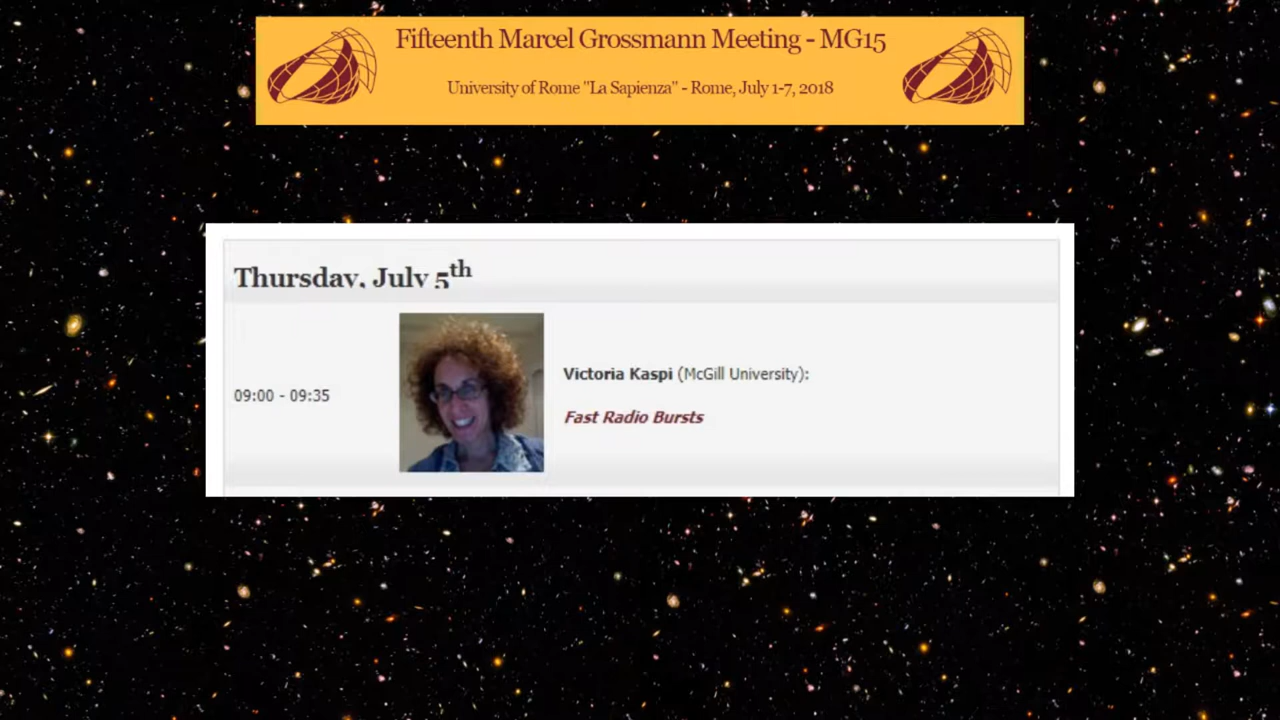 Fifteenth Marcel Grossmann Meeting - MG15
University of Rome "La Sapienza" - Rome, July 1-7, 2018
Thursday, July 5th
09:00 - 09:35
Victoria Kaspi (McGill University):
Fast Radio Bursts